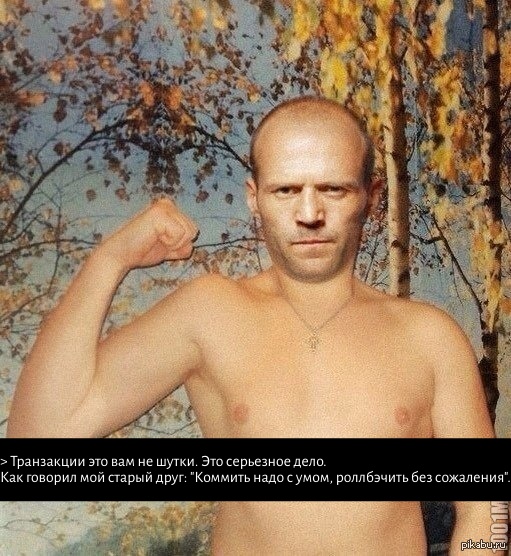 > Транзакции это вам не шутки. Это серьезное дело.
Как говорил мой старый друг: "Коммить надо с умом, роллбэчить без сожаления".
pikabu.ru